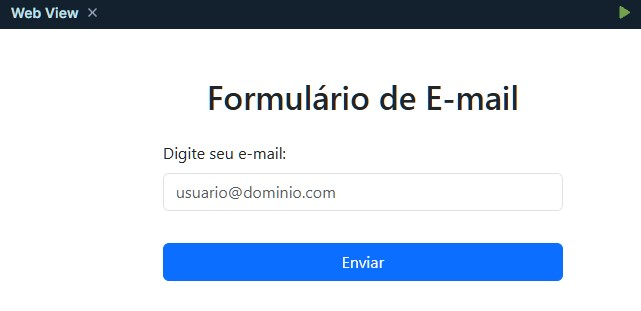 Web View
Formulário de E-mail
Digite seu e-mail:
usuario@dominio.com
Enviar